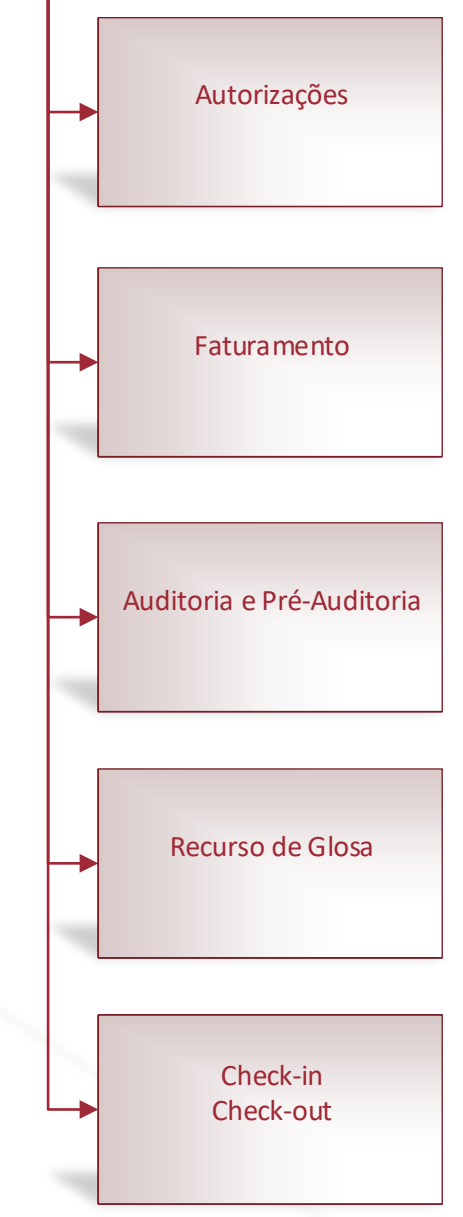 Autorizações
Faturamento
Auditoria e Pré-Auditoria
Recurso de Glosa
Check-in
Check-out